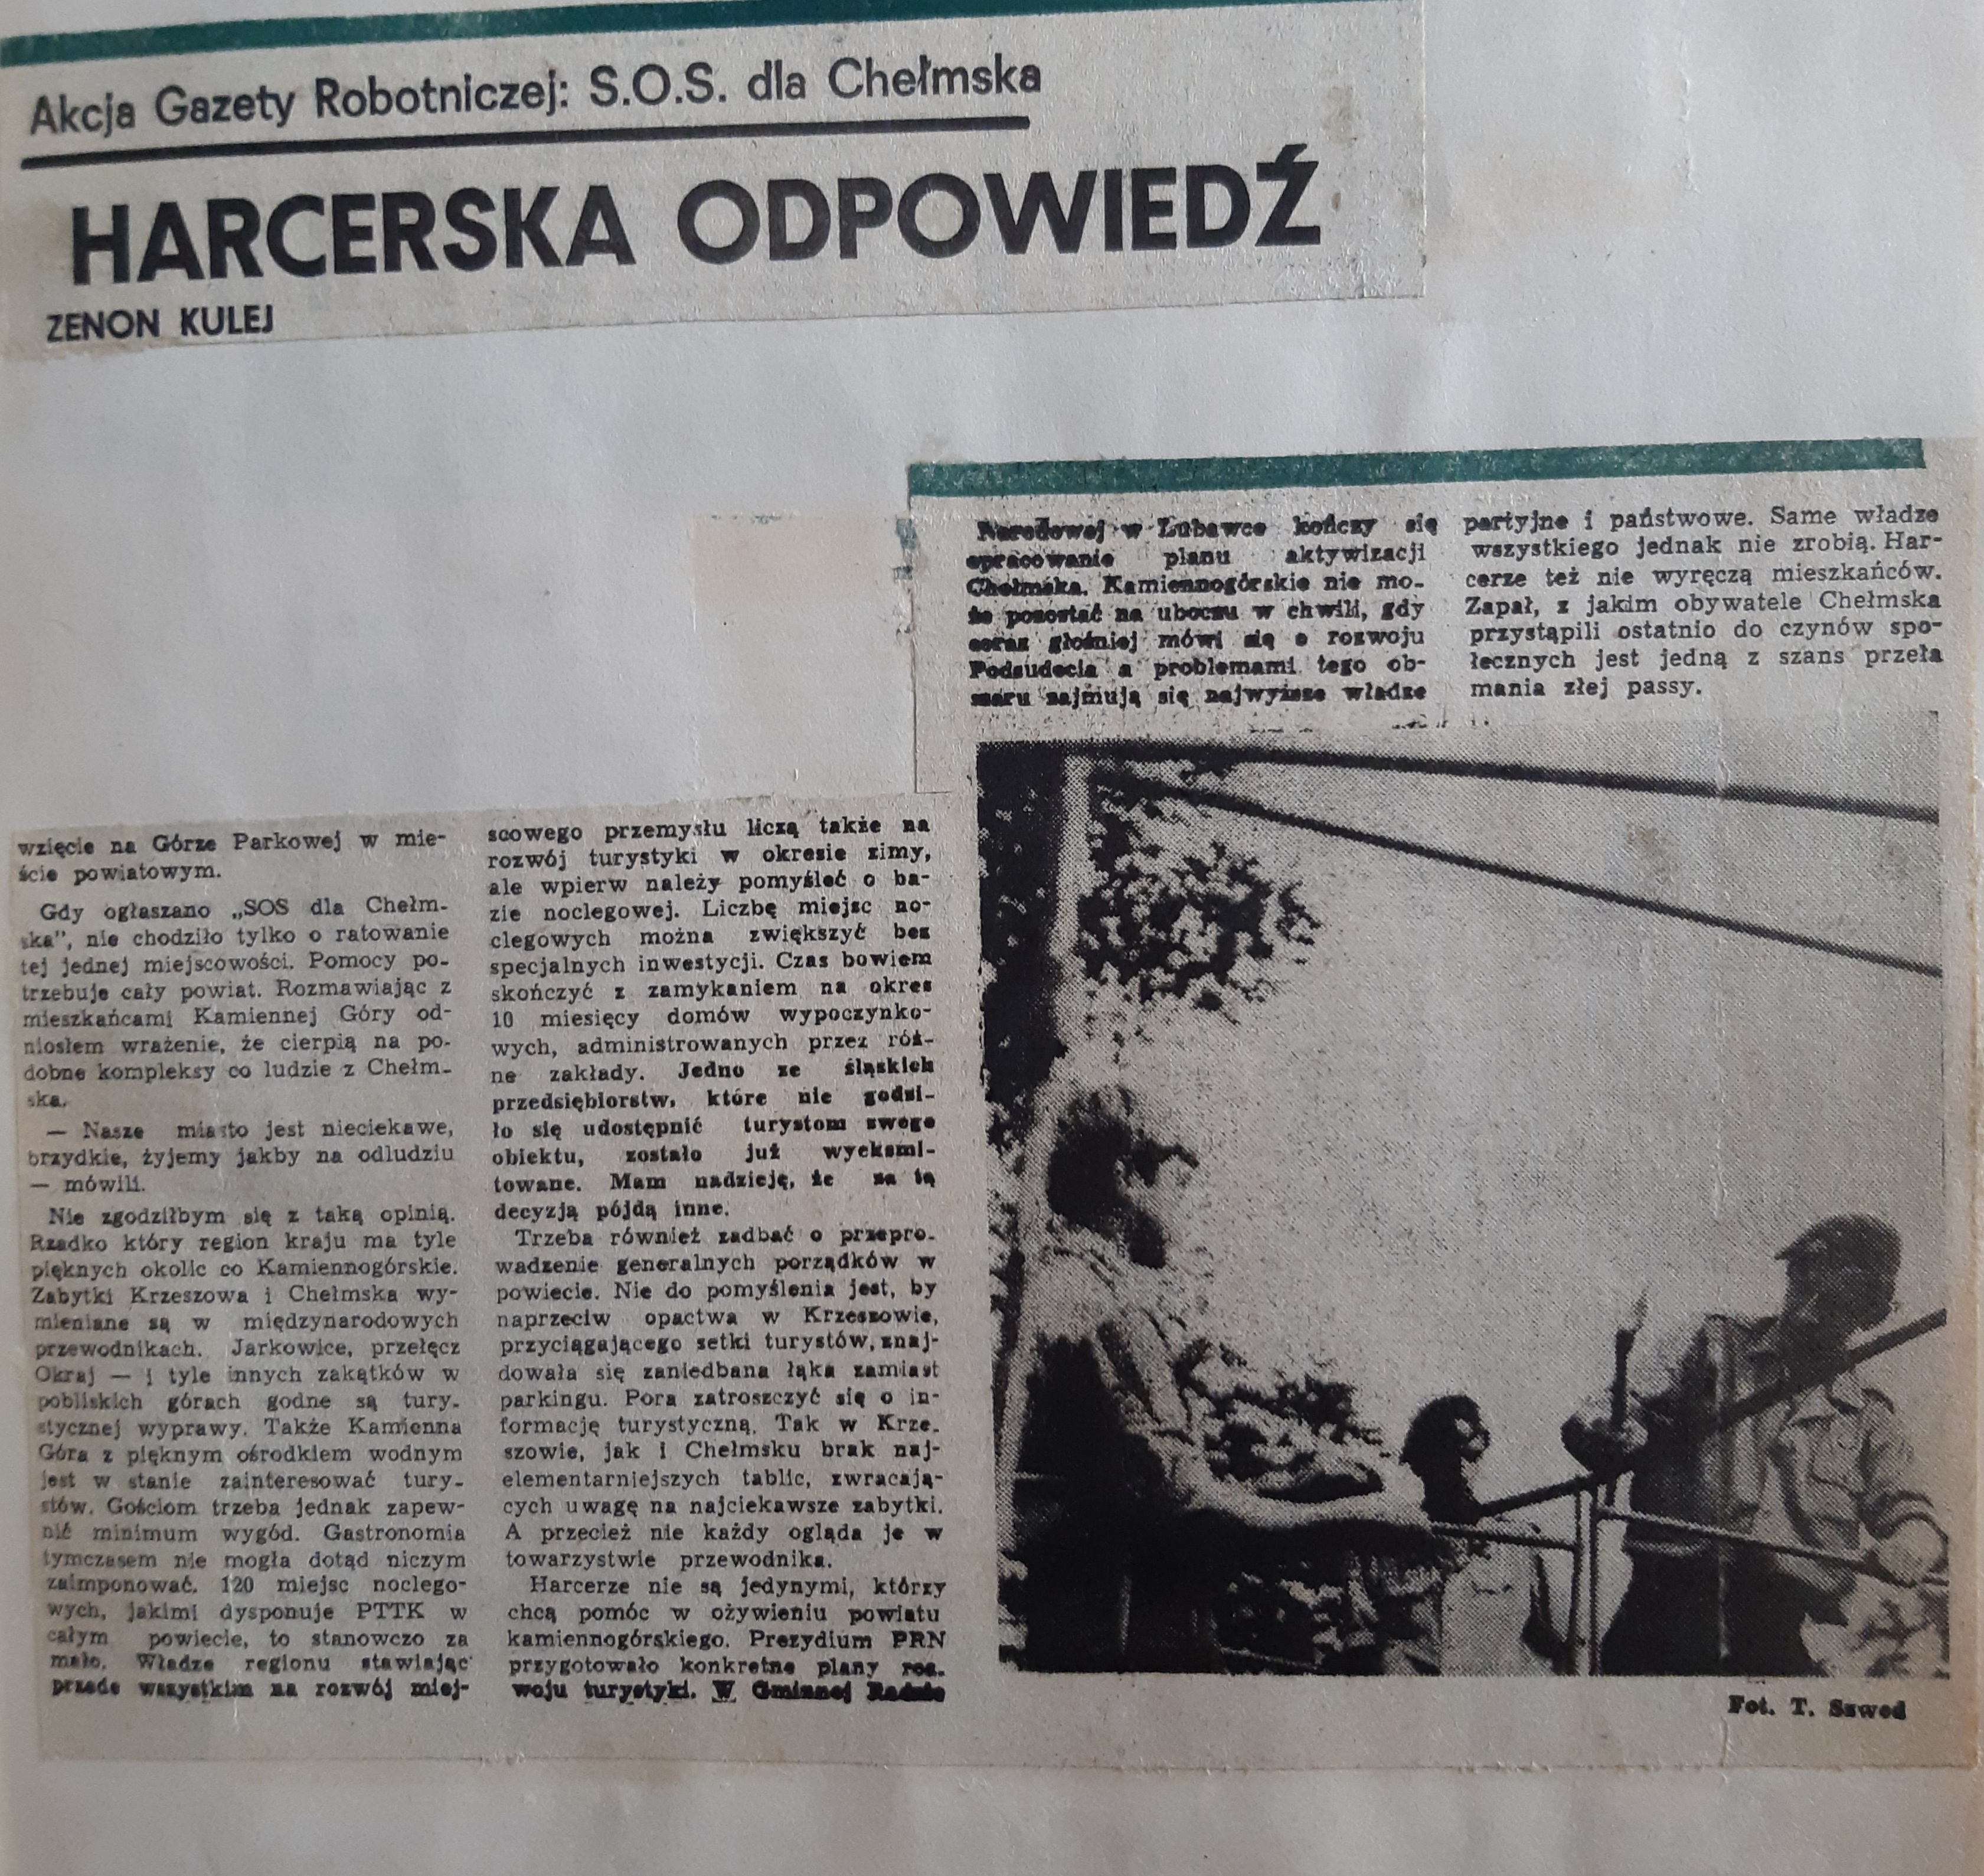 Akcja Gazety Robotniczej: S.O.S. dla Chełmska
HARCERSKA ODPOWIEDŹ
ZENON KULEJ
wzięcie na Górze Parkowej w mie-
ście powiatowym.
Gdy ogłaszano „SOS dla Chełm-
ska", nie chodziło tylko o ratowanie
tej jednej miejscowości. Pomocy po-
trzebuje cały powiat. Rozmawiając z
mieszkańcami Kamiennej Góry od-
niosłem wrażenie, że cierpią na po-
dobne kompleksy co ludzie z Chełm-
ska.
— Nasze miasto jest nieciekawe,
brzydkie, żyjemy jakby na odludziu
— mówili.
Nie zgodziłbym się z taką opinią.
Rzadko który region kraju ma tyle
pięknych okolic co Kamiennogórskie.
Zabytki Krzeszowa i Chełmska wy-
mieniane są w międzynarodowych
przewodnikach. Jarkowice, przełęcz
Okraj — i tyle innych zakątków w
pobliskich górach godne są tury-
stycznej wyprawy. Także Kamienna
Góra z pięknym ośrodkiem wodnym
jest w stanie zainteresować tury-
stów. Gościom trzeba jednak zapew-
nić minimum wygód. Gastronomia
tymczasem nie mogła dotąd niczym
zaimponować. 120 miejsc noclego-
wych, jakimi dysponuje PTTK w
całym powiecie, to stanowczo za
mało. Władze regionu stawiając
przede wszystkim na rozwój miej-
scowego przemysłu liczą także na
rozwój turystyki w okresie zimy,
ale wpierw należy pomyśleć o ba-
zie noclegowej. Liczbę miejsc no-
clegowych można zwiększyć bez
specjalnych inwestycji. Czas bowiem
skończyć z zamykaniem na okres
10 miesięcy domów wypoczynko-
wych, administrowanych przez róż-
ne zakłady. Jedno ze śląskich
przedsiębiorstw, które nie godzi-
ło się udostępnić turystom swego
obiektu, zostało już wyeksmi-
towane. Mam nadzieję, że za tą
decyzją pójdą inne.
Trzeba również zadbać o przepro-
wadzenie generalnych porządków w
powiecie. Nie do pomyślenia jest, by
naprzeciw opactwa w Krzeszowie,
przyciągającego setki turystów, znaj-
dowała się zaniedbana łąka zamiast
parkingu. Pora zatroszczyć się o in-
formację turystyczną. Tak w Krze-
szowie, jak i Chełmsku brak naj-
elementarniejszych tablic, zwracają-
cych uwagę na najciekawsze zabytki.
A przecież nie każdy ogląda je w
towarzystwie przewodnika.
Harcerze nie są jedynymi, którzy
chcą pomóc w ożywieniu powiatu
kamiennogórskiego. Prezydium PRN
przygotowało konkretne plany roz-
woju turystyki. W Gminnej Radzie
Narodowej w Lubawce kończy się
opracowanie planu aktywizacji
Chełmska. Kamiennogórskie nie mo-
że pozostać na uboczu w chwili, gdy
coraz głośniej mówi się o rozwoju
Podsudecia a problemami tego ob-
szaru zajmują się najwyższe władze
partyjne i państwowe. Same władze
wszystkiego jednak nie zrobią. Har-
cerze też nie wyręczą mieszkańców.
Zapał, z jakim obywatele Chełmska
przystąpili ostatnio do czynów spo-
łecznych jest jedną z szans przeła
mania złej passy.
Fot. T. Szwed